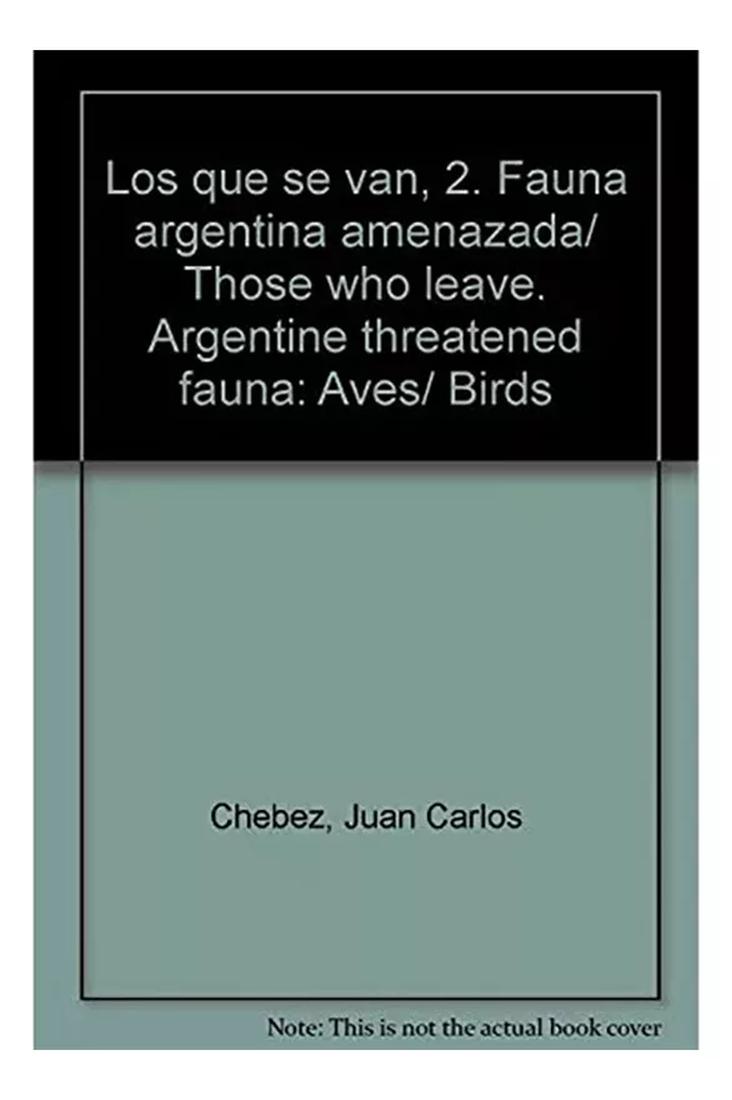 Los que se van, 2. Fauna
argentina amenazada/
Those who leave.
Argentine threatened
fauna: Aves/ Birds
Chebez, Juan Carlos
Note: This is not the actual book cover